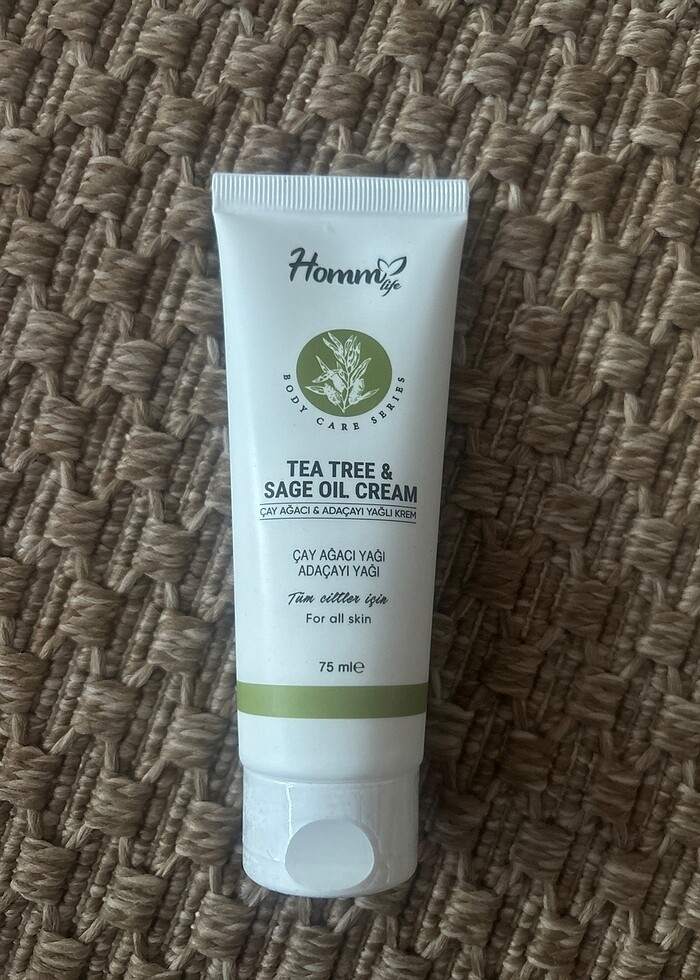 Homm life
BODY CARE SERIES
TEA TREE &
SAGE OIL CREAM
ÇAY AĞACI & ADAÇAYI YAĞLI KREM
ÇAY AĞACI YAĞI
ADAÇAYI YAĞI
Tüm ciltler için
For all skin
75 ml℮